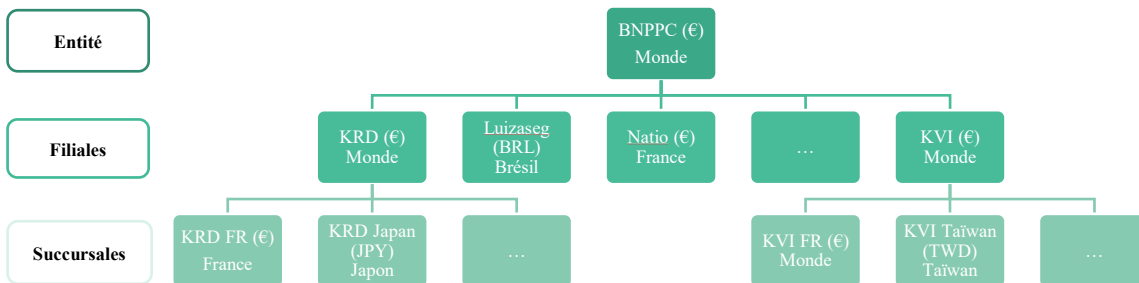 Entité
BNPPC (€)
Monde
Filiales
KRD (€)
Monde
Luizaseg
(BRL)
Brésil
Natio (€)
France
...
KVI (€)
Monde
Succursales
KRD FR (€)
France
KRD Japan
(JPY)
Japon
...
KVI FR (€)
Monde
KVI Taïwan
(TWD)
Taïwan
...